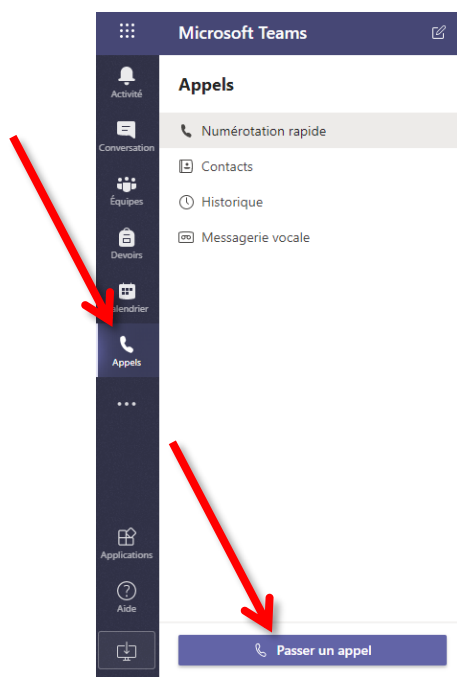 Microsoft Teams
Activité
Conversation
Équipes
Devoirs
Calendrier
Appels
Applications
Aide
Appels
Numérotation rapide
Contacts
Historique
Messagerie vocale
Passer un appel